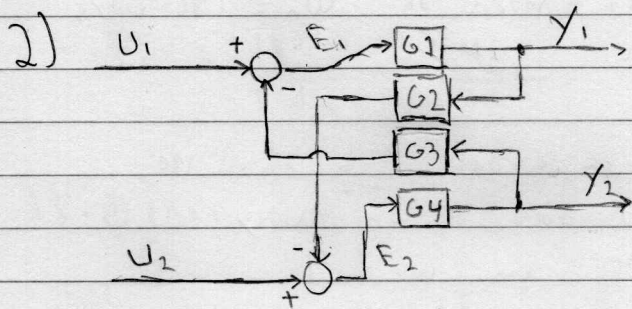 2)
U1 + E1 G1 Y1
- G2
G3
G4 Y2
-
U2 + E2